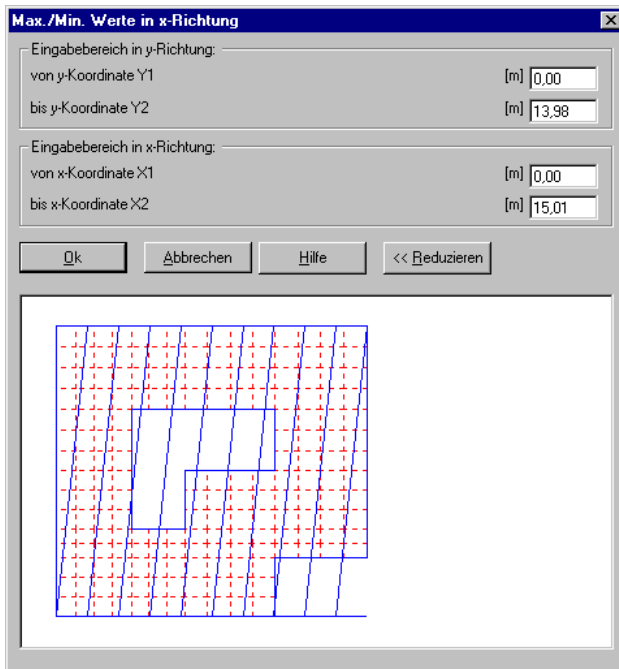 Max./Min. Werte in x-Richtung
Eingabebereich in y-Richtung:
von y-Koordinate Y1 [m] 0,00
bis y-Koordinate Y2 [m] 13,98
Eingabebereich in x-Richtung:
von x-Koordinate X1 [m] 0,00
bis x-Koordinate X2 [m] 15,01
Ok Abbrechen Hilfe << Reduzieren